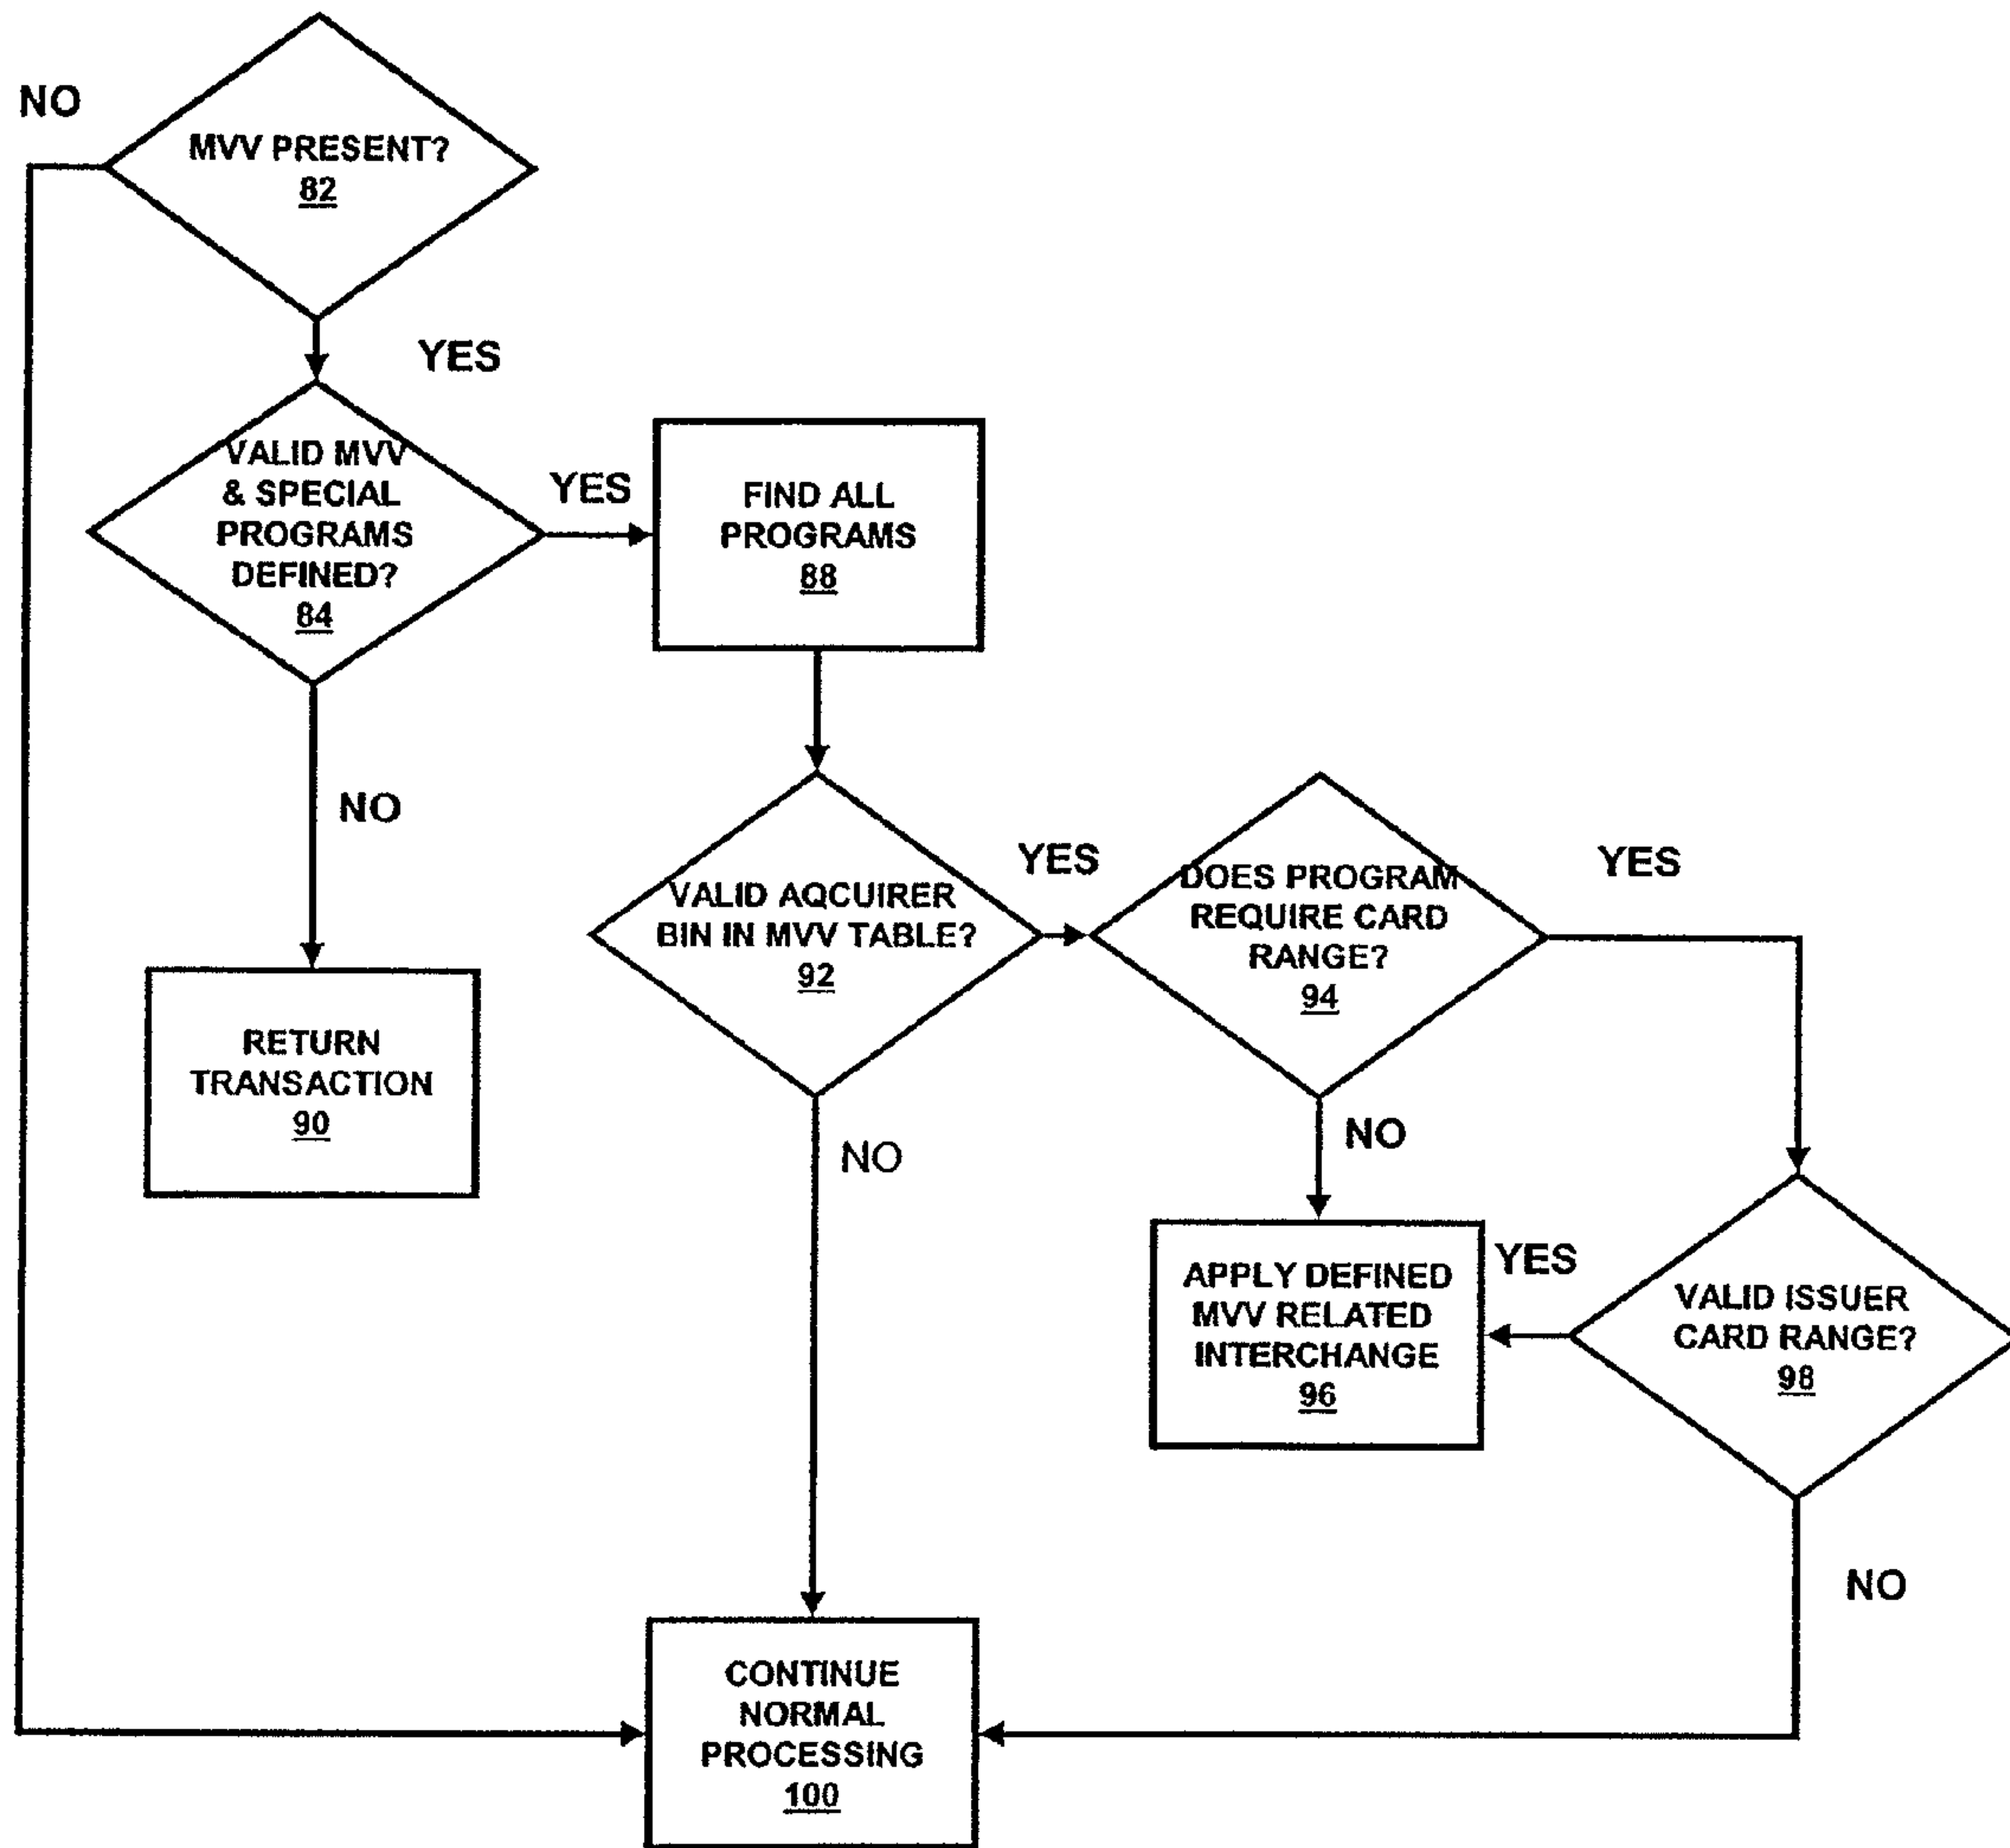 NO
MVV PRESENT?
82
YES
VALID MVV
& SPECIAL
PROGRAMS
DEFINED?
84
YES
FIND ALL
PROGRAMS
88
NO
RETURN
TRANSACTION
90
VALID AQCUIRER
BIN IN MVV TABLE?
92
YES
DOES PROGRAM
REQUIRE CARD
RANGE?
94
YES
NO
NO
APPLY DEFINED
MVV RELATED
INTERCHANGE
96
YES
VALID ISSUER
CARD RANGE?
98
NO
CONTINUE
NORMAL
PROCESSING
100